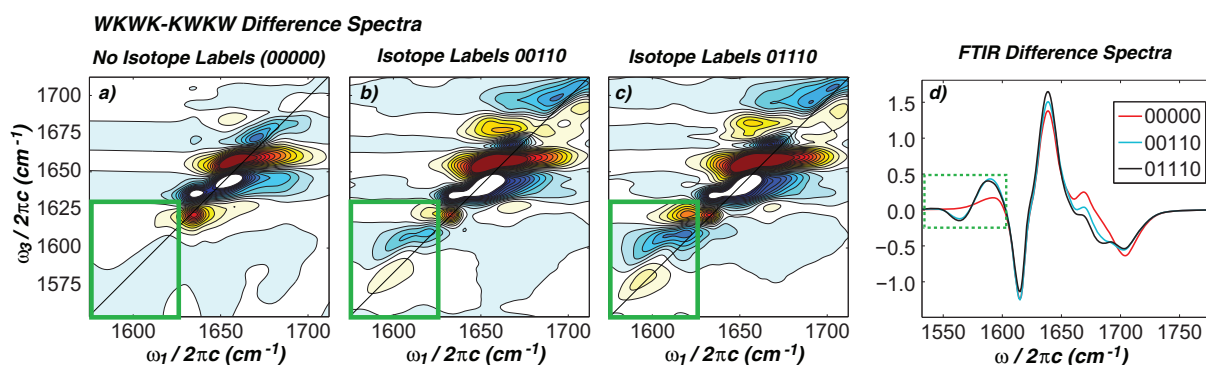 WKWK-KWKW Difference Spectra
No Isotope Labels (00000)
Isotope Labels 00110
Isotope Labels 01110
FTIR Difference Spectra
a)
b)
c)
d)
ω3 / 2πc (cm-1)
1700
1675
1650
1625
1600
1575
1600 1650 1700
1600 1650 1700
1600 1650 1700
ω1 / 2πc (cm-1)
ω1 / 2πc (cm-1)
ω1 / 2πc (cm-1)
1.5
1.0
0.5
0.0
−0.5
−1.0
00000
00110
01110
1550 1600 1650 1700 1750
ω / 2πc (cm-1)